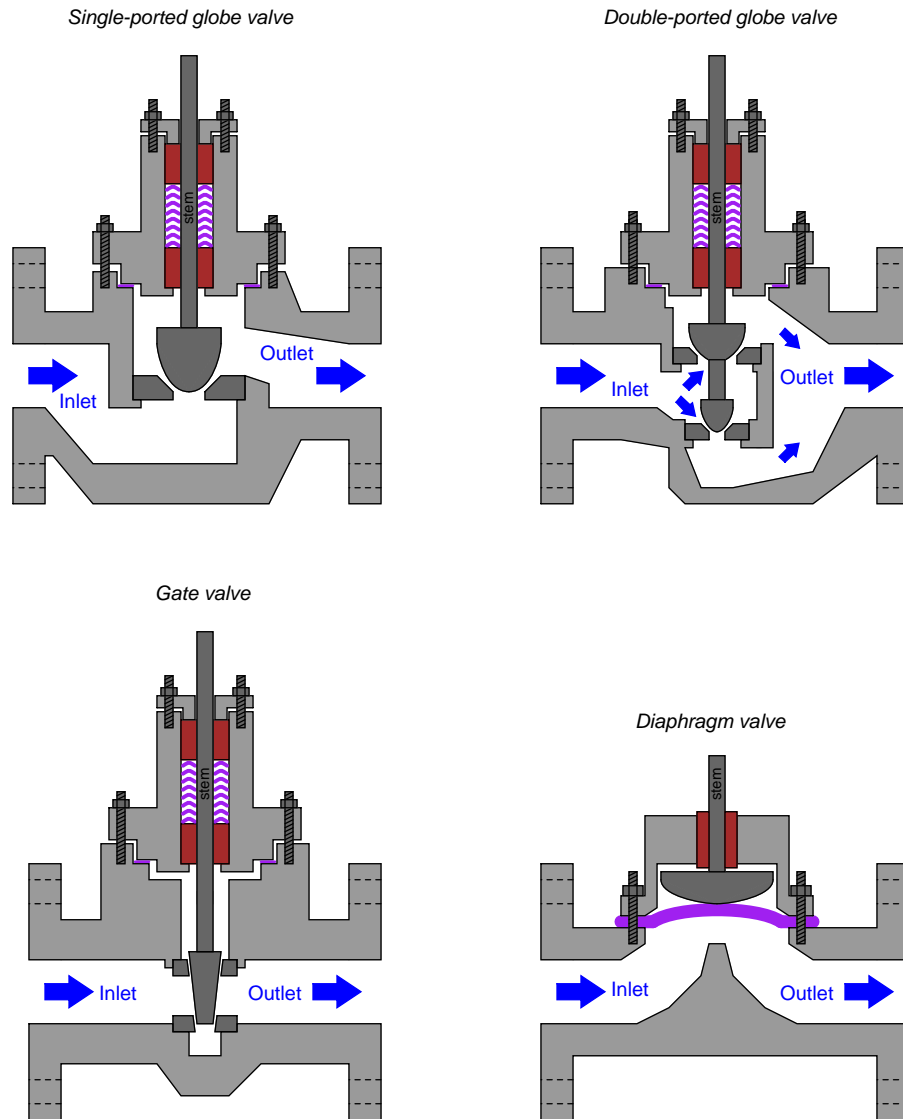 Single-ported globe valve
Double-ported globe valve
stem
stem
Outlet
Inlet
Inlet
Outlet
Gate valve
Diaphragm valve
stem
stem
Inlet
Outlet
Inlet
Outlet